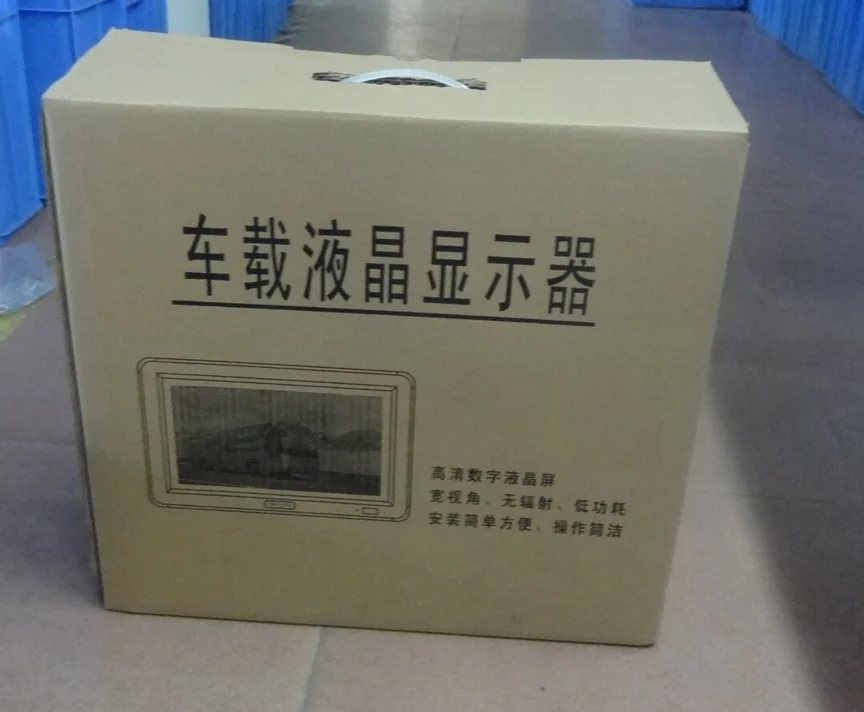 车载液晶显示器
高清数字液晶屏
宽视角、无辐射、低功耗
安装简单方便、操作简洁